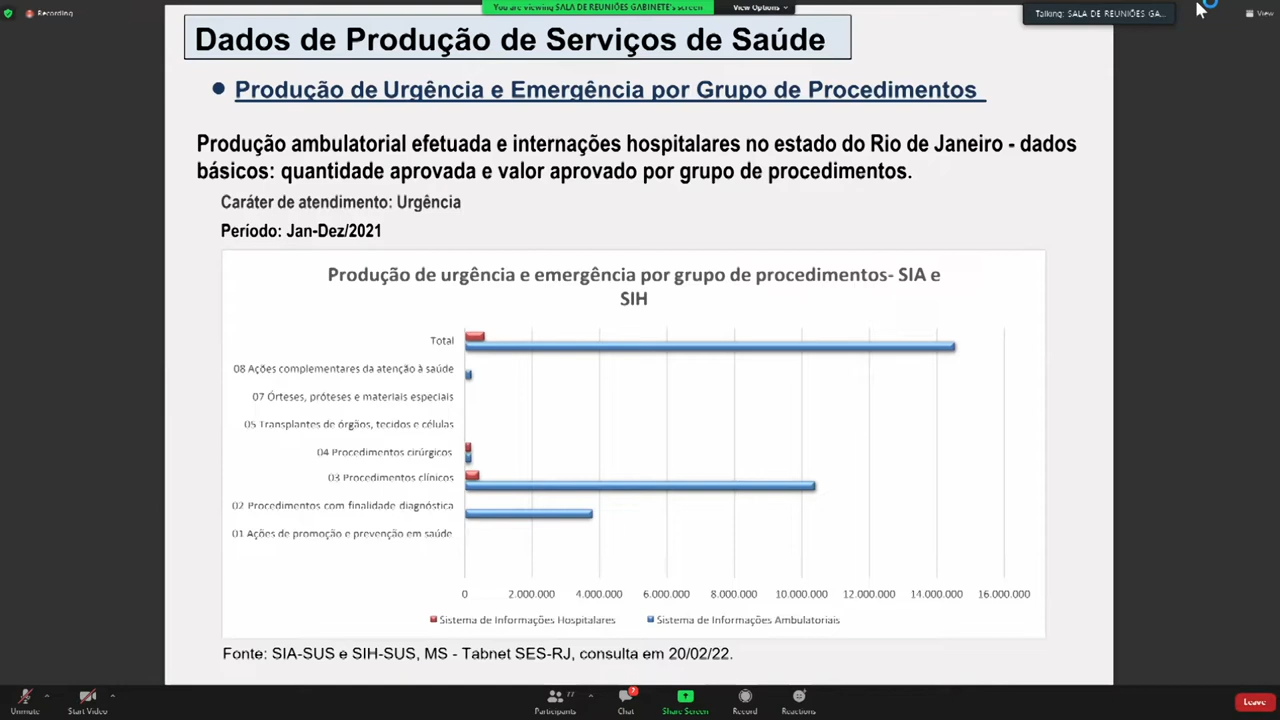 Recording
You are viewing SALA DE REUNIÕES GABINETE's screen
View Options
Talking: SALA DE REUNIÕES GA...
View
Dados de Produção de Serviços de Saúde
Produção de Urgência e Emergência por Grupo de Procedimentos
Produção ambulatorial efetuada e internações hospitalares no estado do Rio de Janeiro - dados
básicos: quantidade aprovada e valor aprovado por grupo de procedimentos.
Caráter de atendimento: Urgência
Período: Jan-Dez/2021
Produção de urgência e emergência por grupo de procedimentos- SIA e
SIH
Total
08 Ações complementares da atenção à saúde
07 Órteses, próteses e materiais especiais
05 Transplantes de órgãos, tecidos e células
04 Procedimentos cirúrgicos
03 Procedimentos clínicos
02 Procedimentos com finalidade diagnóstica
01 Ações de promoção e prevenção em saúde
0 2.000.000 4.000.000 6.000.000 8.000.000 10.000.000 12.000.000 14.000.000 16.000.000
Sistema de Informações Hospitalares Sistema de Informações Ambulatoriais
Fonte: SIA-SUS e SIH-SUS, MS - Tabnet SES-RJ, consulta em 20/02/22.
Unmute
Start Video
Participants 77
Chat 7
Share Screen
Record
Reactions
Leave